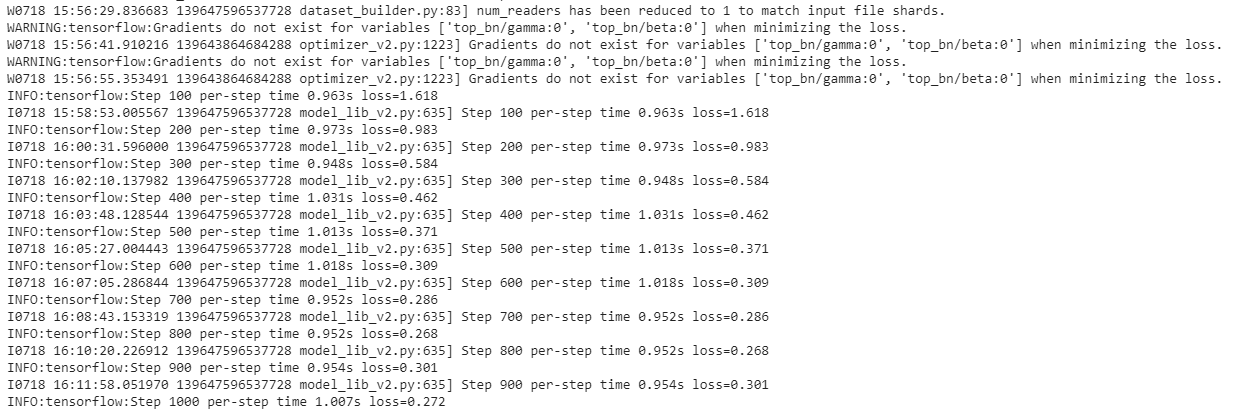 W0718 15:56:29.836683 139647596537728 dataset_builder.py:83] num_readers has been reduced to 1 to match input file shards.
WARNING:tensorflow:Gradients do not exist for variables ['top_bn/gamma:0', 'top_bn/beta:0'] when minimizing the loss.
W0718 15:56:41.910216 139643864684288 optimizer_v2.py:1223] Gradients do not exist for variables ['top_bn/gamma:0', 'top_bn/beta:0'] when minimizing the loss.
WARNING:tensorflow:Gradients do not exist for variables ['top_bn/gamma:0', 'top_bn/beta:0'] when minimizing the loss.
W0718 15:56:55.353491 139643864684288 optimizer_v2.py:1223] Gradients do not exist for variables ['top_bn/gamma:0', 'top_bn/beta:0'] when minimizing the loss.
INFO:tensorflow:Step 100 per-step time 0.963s loss=1.618
I0718 15:58:53.005567 139647596537728 model_lib_v2.py:635] Step 100 per-step time 0.963s loss=1.618
INFO:tensorflow:Step 200 per-step time 0.973s loss=0.983
I0718 16:00:31.596000 139647596537728 model_lib_v2.py:635] Step 200 per-step time 0.973s loss=0.983
INFO:tensorflow:Step 300 per-step time 0.948s loss=0.584
I0718 16:02:10.137982 139647596537728 model_lib_v2.py:635] Step 300 per-step time 0.948s loss=0.584
INFO:tensorflow:Step 400 per-step time 1.031s loss=0.462
I0718 16:03:48.128544 139647596537728 model_lib_v2.py:635] Step 400 per-step time 1.031s loss=0.462
INFO:tensorflow:Step 500 per-step time 1.013s loss=0.371
I0718 16:05:27.004443 139647596537728 model_lib_v2.py:635] Step 500 per-step time 1.013s loss=0.371
INFO:tensorflow:Step 600 per-step time 1.018s loss=0.309
I0718 16:07:05.286844 139647596537728 model_lib_v2.py:635] Step 600 per-step time 1.018s loss=0.309
INFO:tensorflow:Step 700 per-step time 0.952s loss=0.286
I0718 16:08:43.153319 139647596537728 model_lib_v2.py:635] Step 700 per-step time 0.952s loss=0.286
INFO:tensorflow:Step 800 per-step time 0.952s loss=0.268
I0718 16:10:20.226912 139647596537728 model_lib_v2.py:635] Step 800 per-step time 0.952s loss=0.268
INFO:tensorflow:Step 900 per-step time 0.954s loss=0.301
I0718 16:11:58.051970 139647596537728 model_lib_v2.py:635] Step 900 per-step time 0.954s loss=0.301
INFO:tensorflow:Step 1000 per-step time 1.007s loss=0.272